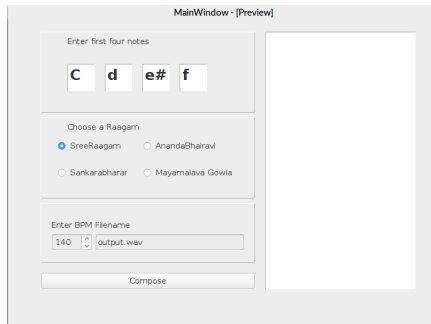 MainWindow - [Preview]
Enter first four notes
C d e# f
Choose a Raagam
SreeRaagam AnandaBhairavi
Sankarabharar Mayamalava Gowla
Enter BPM Filename
140 output.wav
Compose